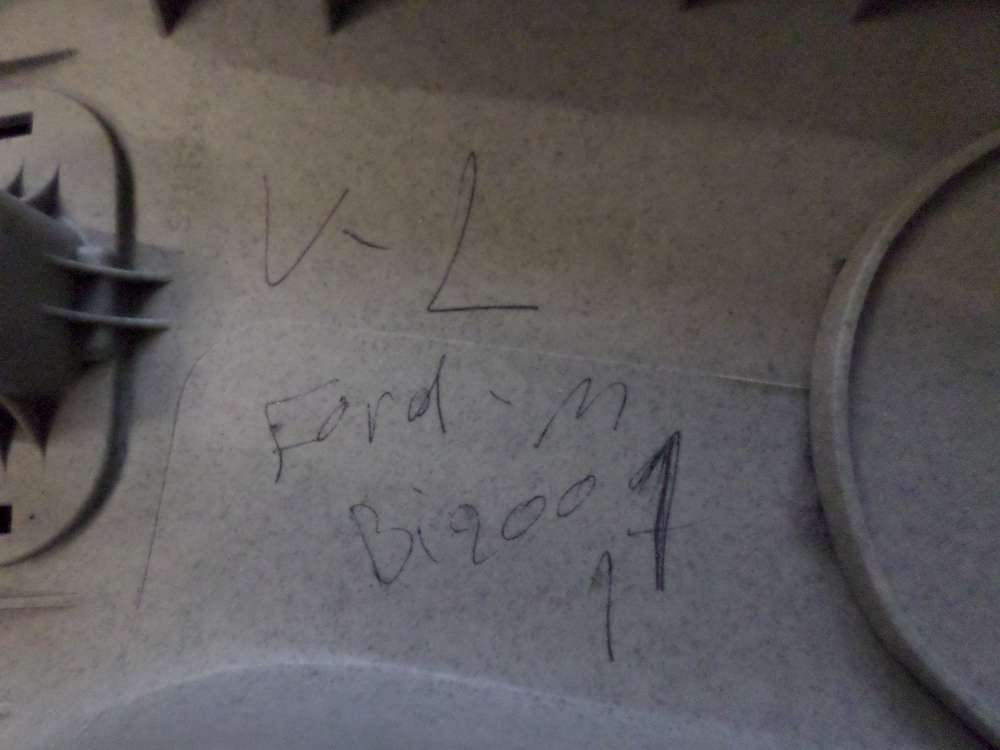 V-L
Ford-M
Bi2001
1